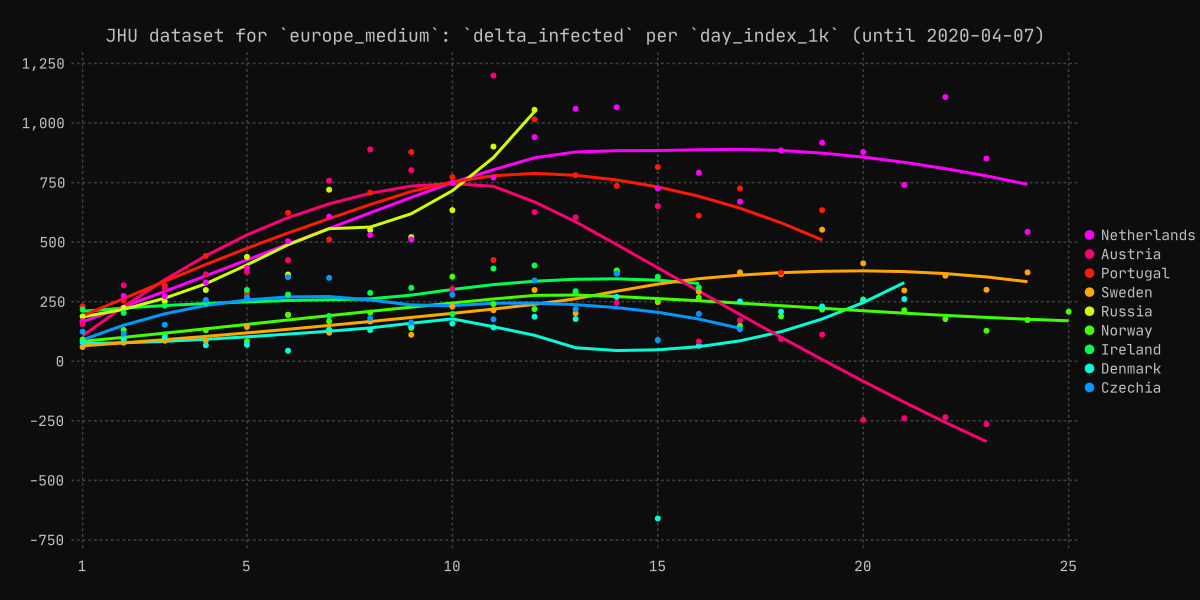 JHU dataset for `europe_medium`: `delta_infected` per `day_index_1k` (until 2020-04-07)
1,250
1,000
750
500
250
0
-250
-500
-750
1 5 10 15 20 25
Netherlands
Austria
Portugal
Sweden
Russia
Norway
Ireland
Denmark
Czechia